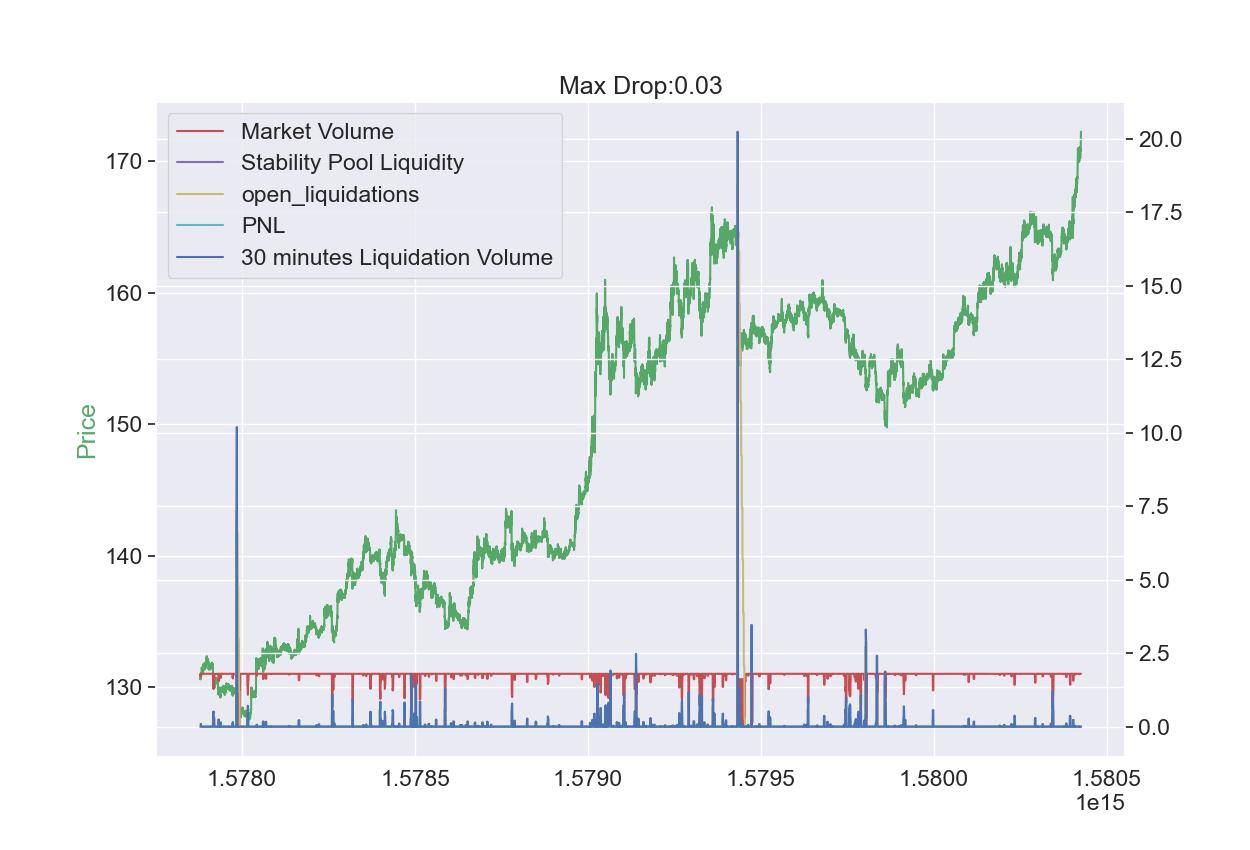 Max Drop:0.03
Market Volume
Stability Pool Liquidity
open_liquidations
PNL
30 minutes Liquidation Volume
Price
170
160
150
140
130
20.0
17.5
15.0
12.5
10.0
7.5
5.0
2.5
0.0
1.5780 1.5785 1.5790 1.5795 1.5800 1.5805
1e15